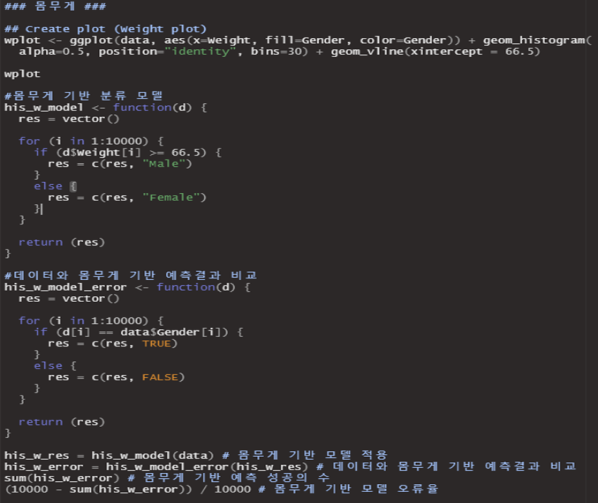 ### 몸무게 ###
## Create plot (Weight plot)
wplot <- ggplot(data, aes(x=Weight, fill=Gender, color=Gender)) + geom_histogram(
  alpha=0.5, position="identity", bins=30) + geom_vline(xintercept = 66.5)
wplot
#몸무게 기반 분류 모델
his_w_model <- function(d) {
  res = vector()
  for (i in 1:10000) {
    if (d$Weight[i] >= 66.5) {
      res = c(res, "Male")
    }
    else {
      res = c(res, "Female")
    }
  }
  return (res)
}
#데이터와 몸무게 기반 예측결과 비교
his_w_model_error <- function(d) {
  res = vector()
  for (i in 1:10000) {
    if (d[i] == data$Gender[i]) {
      res = c(res, TRUE)
    }
    else {
      res = c(res, FALSE)
    }
  }
  return (res)
}
his_w_res = his_w_model(data) # 몸무게 기반 모델 적용
his_w_error = his_w_model_error(his_w_res) # 데이터와 몸무게 기반 예측결과 비교
sum(his_w_error) # 몸무게 기반 예측 성공의 수
(10000 - sum(his_w_error)) / 10000 # 몸무게 기반 모델 오류율